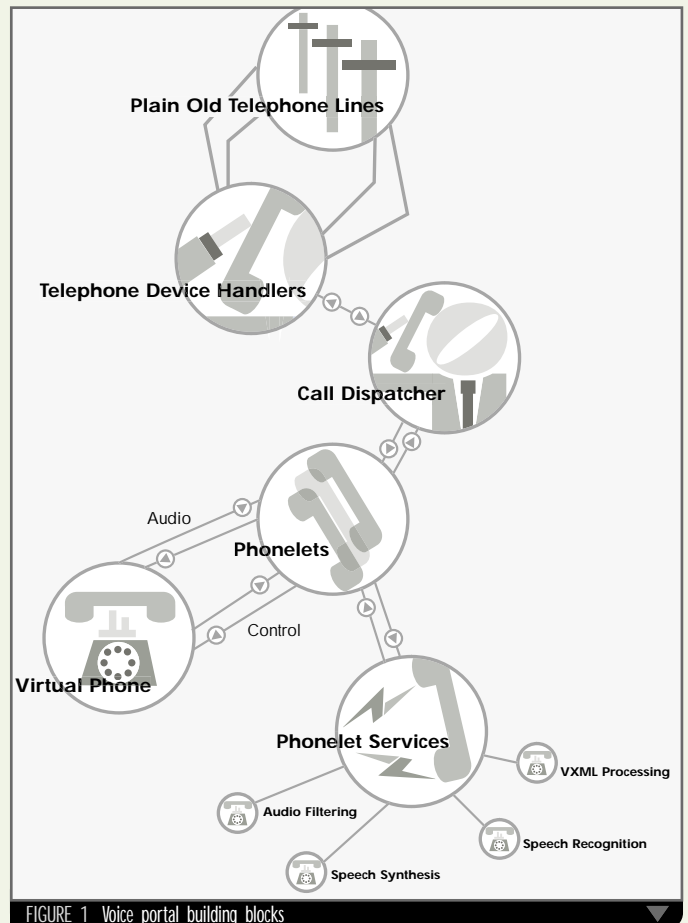 Plain Old Telephone Lines
Telephone Device Handlers
Call Dispatcher
Audio
Phonelets
Control
Virtual Phone
Phonelet Services
VXML Processing
Audio Filtering
Speech Recognition
Speech Synthesis
FIGURE 1 Voice portal building blocks